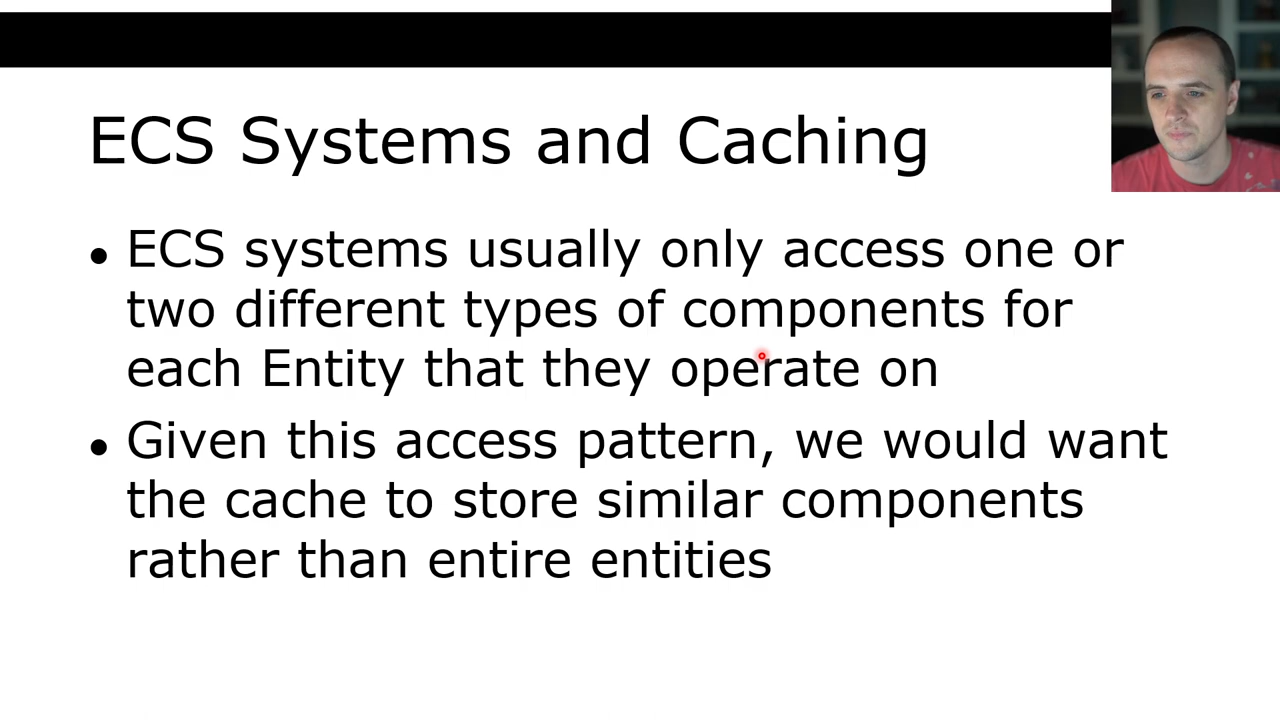 ECS Systems and Caching
• ECS systems usually only access one or
two different types of components for
each Entity that they operate on
• Given this access pattern, we would want
the cache to store similar components
rather than entire entities